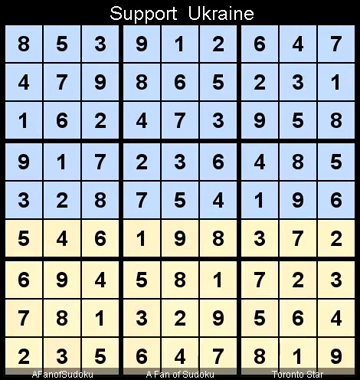 Support Ukraine
8 5 3 9 1 2 6 4 7
4 7 9 8 6 5 2 3 1
1 6 2 4 7 3 9 5 8
9 1 7 2 3 6 4 8 5
3 2 8 7 5 4 1 9 6
5 4 6 1 9 8 3 7 2
6 9 4 5 8 1 7 2 3
7 8 1 3 2 9 5 6 4
2 3 5 6 4 7 8 1 9
AFanofSudoku A Fan of Sudoku Toronto Star